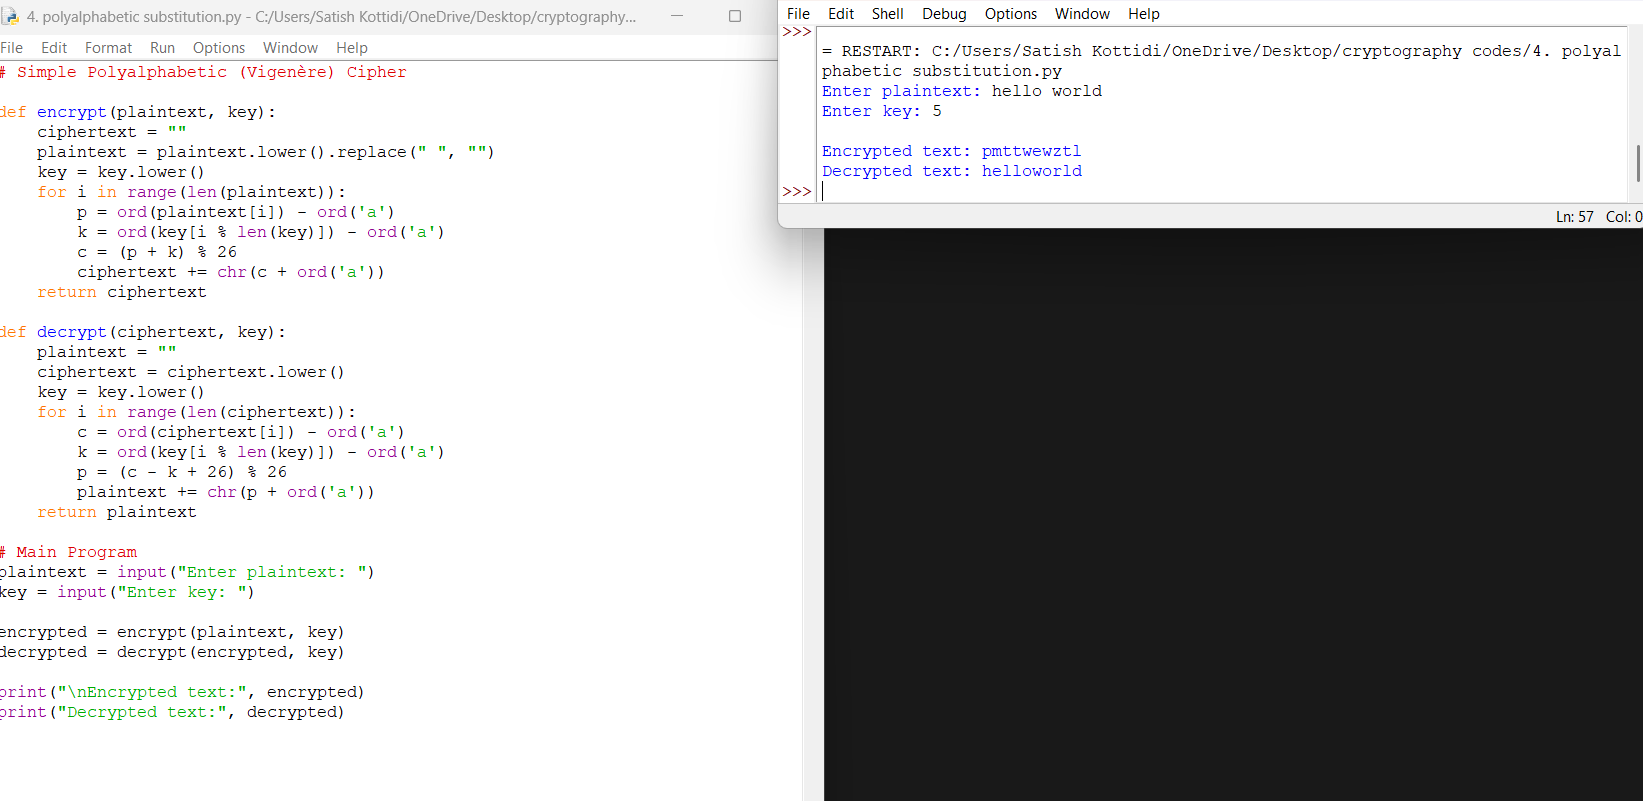 4. polyalphabetic substitution.py - C:/Users/Satish Kottidi/OneDrive/Desktop/cryptography...
File Edit Format Run Options Window Help
# Simple Polyalphabetic (Vigenère) Cipher
def encrypt(plaintext, key):
    ciphertext = ""
    plaintext = plaintext.lower().replace(" ", "")
    key = key.lower()
    for i in range(len(plaintext)):
        p = ord(plaintext[i]) - ord('a')
        k = ord(key[i % len(key)]) - ord('a')
        c = (p + k) % 26
        ciphertext += chr(c + ord('a'))
    return ciphertext
def decrypt(ciphertext, key):
    plaintext = ""
    ciphertext = ciphertext.lower()
    key = key.lower()
    for i in range(len(ciphertext)):
        c = ord(ciphertext[i]) - ord('a')
        k = ord(key[i % len(key)]) - ord('a')
        p = (c - k + 26) % 26
        plaintext += chr(p + ord('a'))
    return plaintext
# Main Program
plaintext = input("Enter plaintext: ")
key = input("Enter key: ")
encrypted = encrypt(plaintext, key)
decrypted = decrypt(encrypted, key)
print("\nEncrypted text:", encrypted)
print("Decrypted text:", decrypted)
File Edit Shell Debug Options Window Help
>>>
= RESTART: C:/Users/Satish Kottidi/OneDrive/Desktop/cryptography codes/4. polyal
phabetic substitution.py
Enter plaintext: hello world
Enter key: 5
Encrypted text: pmttwewztl
Decrypted text: helloworld
>>>
Ln: 57 Col: 0